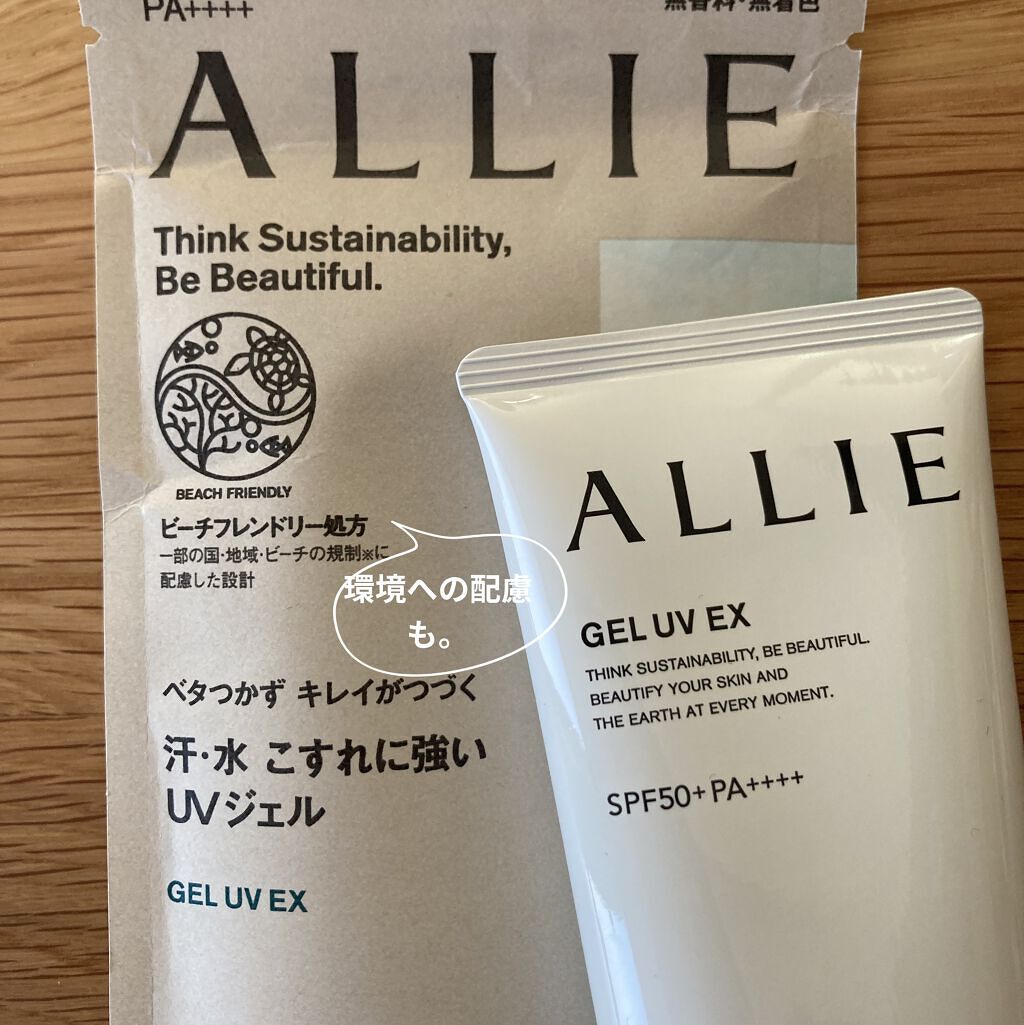 PA++++
無香料・無着色
ALLIE
Think Sustainability,
Be Beautiful.
BEACH FRIENDLY
ビーチフレンドリー処方
一部の国・地域・ビーチの規制※に
配慮した設計
環境への配慮
も。
ベタつかず キレイがつづく
汗・水 こすれに強い
UVジェル
GEL UV EX
ALLIE
GEL UV EX
THINK SUSTAINABILITY, BE BEAUTIFUL.
BEAUTIFY YOUR SKIN AND
THE EARTH AT EVERY MOMENT.
SPF50+PA++++